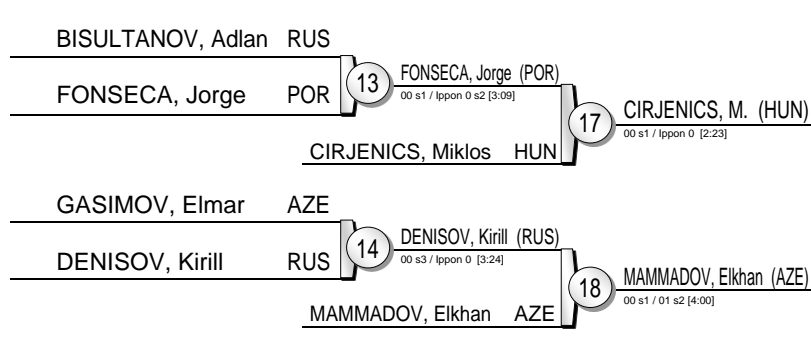 BISULTANOV, Adlan RUS
13
FONSECA, Jorge (POR)
00 s1 / Ippon 0 s2 [3:09]
FONSECA, Jorge POR
17
CIRJENICS, M. (HUN)
00 s1 / Ippon 0 [2:23]
CIRJENICS, Miklos HUN
GASIMOV, Elmar AZE
14
DENISOV, Kirill (RUS)
00 s3 / Ippon 0 [3:24]
DENISOV, Kirill RUS
18
MAMMADOV, Elkhan (AZE)
00 s1 / 01 s2 [4:00]
MAMMADOV, Elkhan AZE